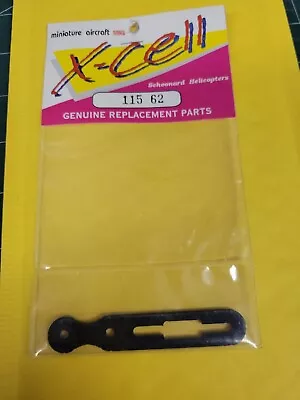 miniature aircraft USA
X-Cell
Schoonard Helicopters
115 62
GENUINE REPLACEMENT PARTS